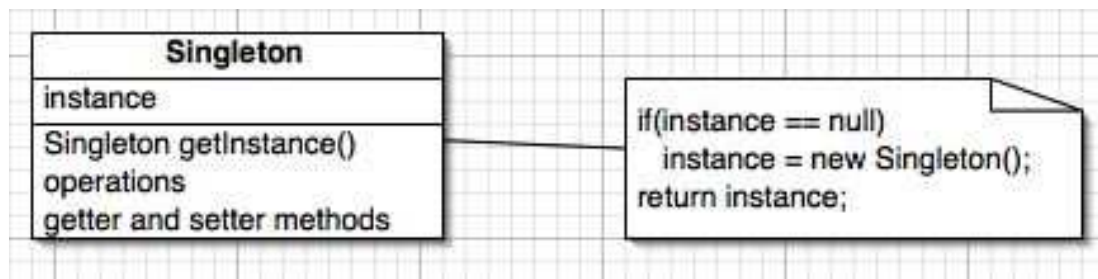 Singleton
instance
Singleton getInstance()
operations
getter and setter methods
if(instance == null)
instance = new Singleton();
return instance;